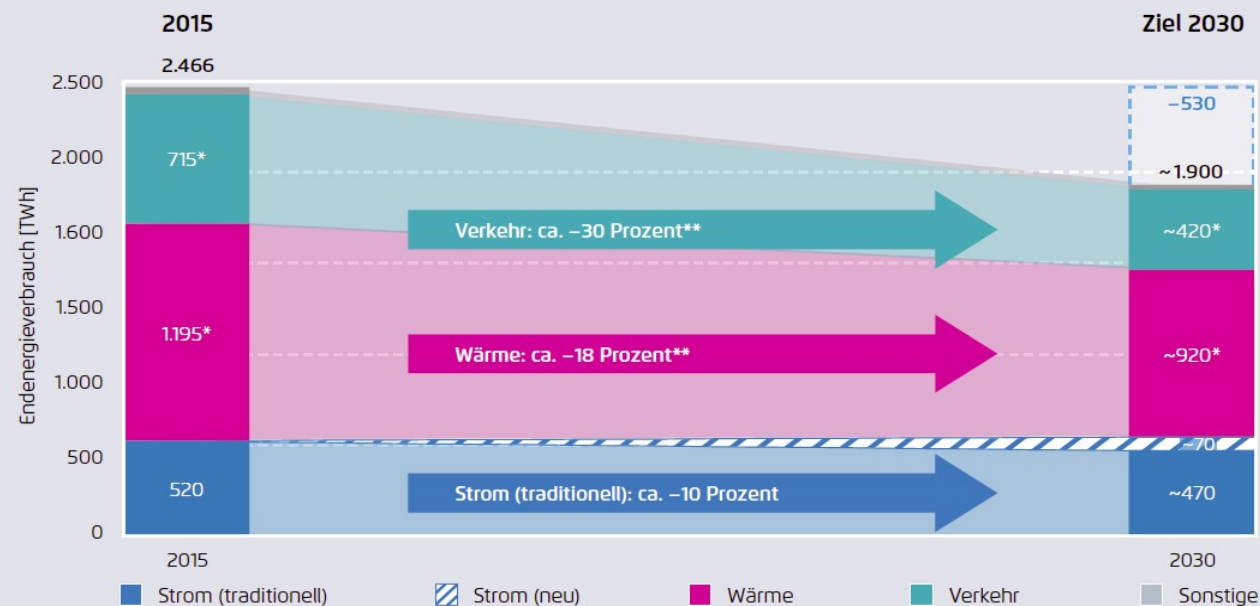 2015
Ziel 2030
2.466
2.500
2.000
1.600
1.500
1.000
500
0
Endenergieverbrauch [TWh]
715*
1.195*
520
Verkehr: ca. –30 Prozent**
Wärme: ca. –18 Prozent**
Strom (traditionell): ca. –10 Prozent
–530
~1.900
~420*
~920*
~70
~470
2015
2030
Strom (traditionell)
Strom (neu)
Wärme
Verkehr
Sonstige